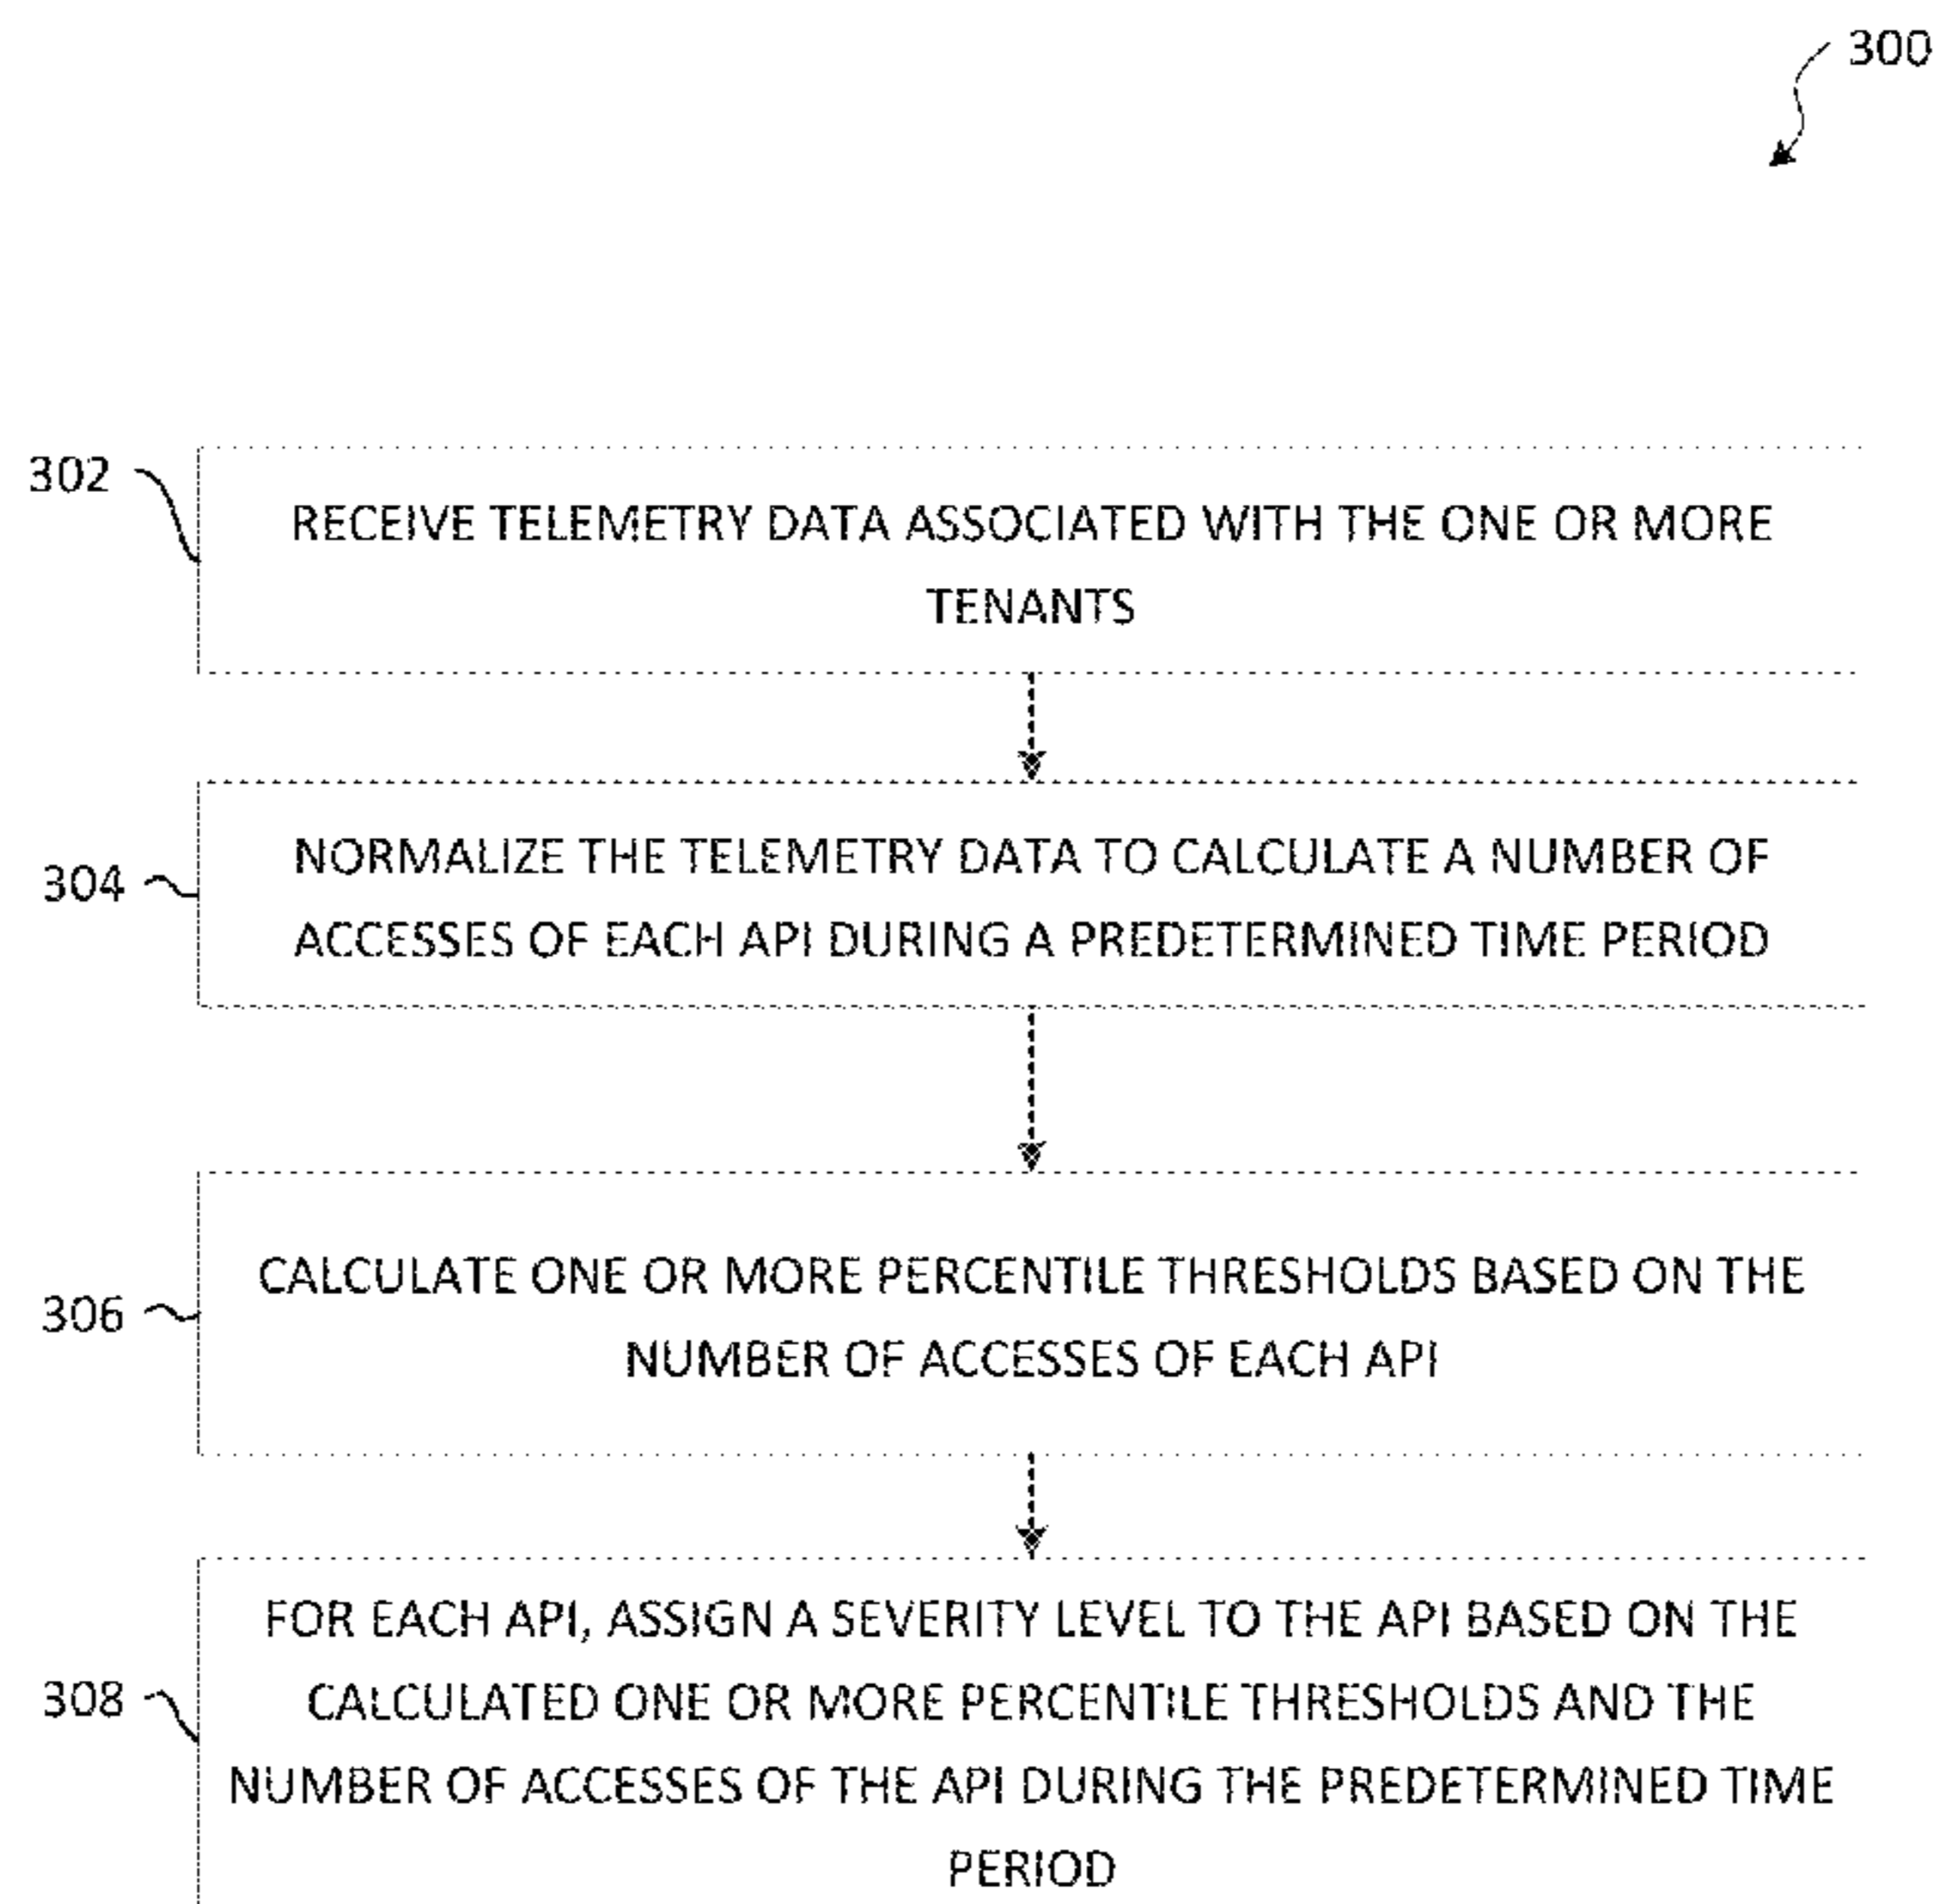 300
302
RECEIVE TELEMETRY DATA ASSOCIATED WITH THE ONE OR MORE
TENANTS
304
NORMALIZE THE TELEMETRY DATA TO CALCULATE A NUMBER OF
ACCESSES OF EACH API DURING A PREDETERMINED TIME PERIOD
306
CALCULATE ONE OR MORE PERCENTILE THRESHOLDS BASED ON THE
NUMBER OF ACCESSES OF EACH API
308
FOR EACH API, ASSIGN A SEVERITY LEVEL TO THE API BASED ON THE
CALCULATED ONE OR MORE PERCENTILE THRESHOLDS AND THE
NUMBER OF ACCESSES OF THE API DURING THE PREDETERMINED TIME
PERIOD